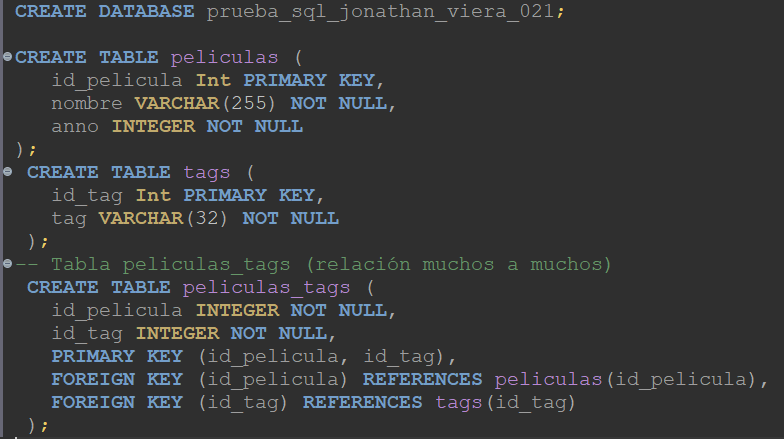 CREATE DATABASE prueba_sql_jonathan_viera_021;
CREATE TABLE peliculas (
id_pelicula Int PRIMARY KEY,
nombre VARCHAR(255) NOT NULL,
anno INTEGER NOT NULL
);
CREATE TABLE tags (
id_tag Int PRIMARY KEY,
tag VARCHAR(32) NOT NULL
);
-- Tabla peliculas_tags (relación muchos a muchos)
CREATE TABLE peliculas_tags (
id_pelicula INTEGER NOT NULL,
id_tag INTEGER NOT NULL,
PRIMARY KEY (id_pelicula, id_tag),
FOREIGN KEY (id_pelicula) REFERENCES peliculas(id_pelicula),
FOREIGN KEY (id_tag) REFERENCES tags(id_tag)
);